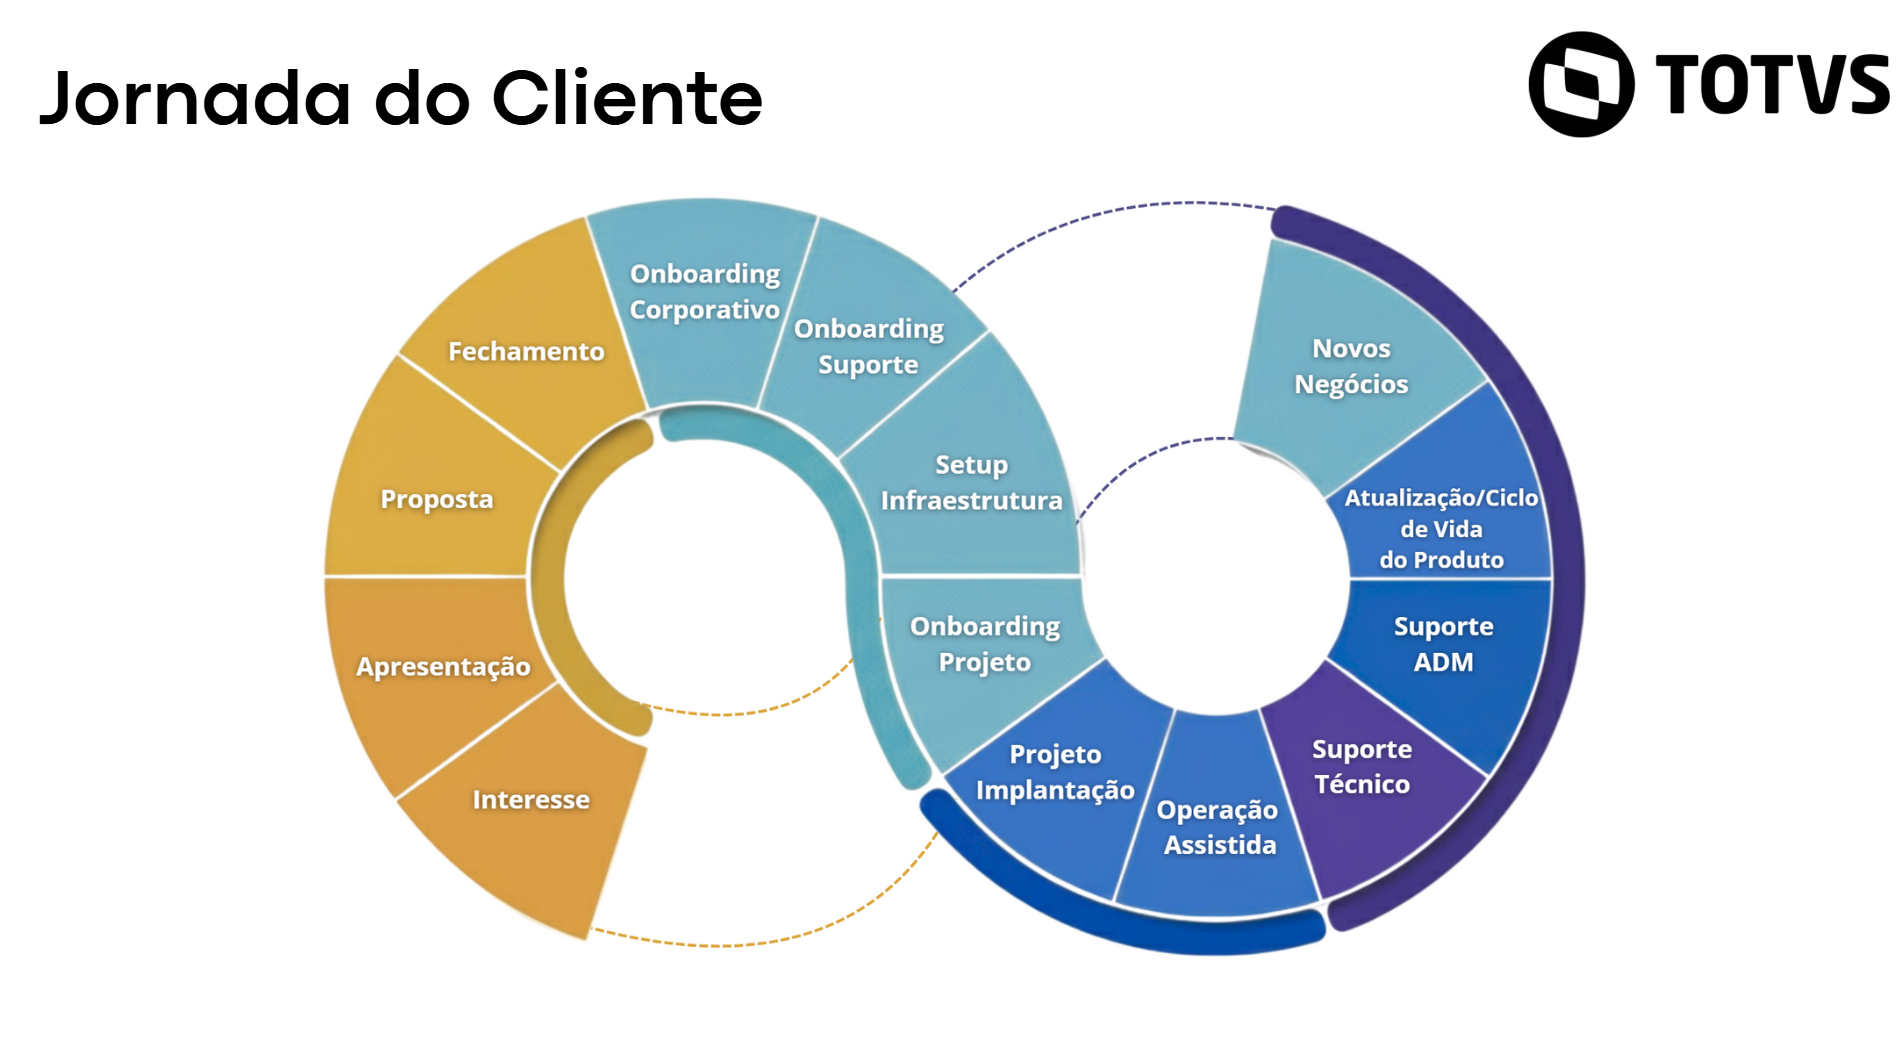 Jornada do Cliente
TOTVS
Interesse
Apresentação
Proposta
Fechamento
Onboarding
Corporativo
Onboarding
Suporte
Setup
Infraestrutura
Onboarding
Projeto
Projeto
Implantação
Operação
Assistida
Suporte
Técnico
Suporte
ADM
Atualização/Ciclo
de Vida
do Produto
Novos
Negócios